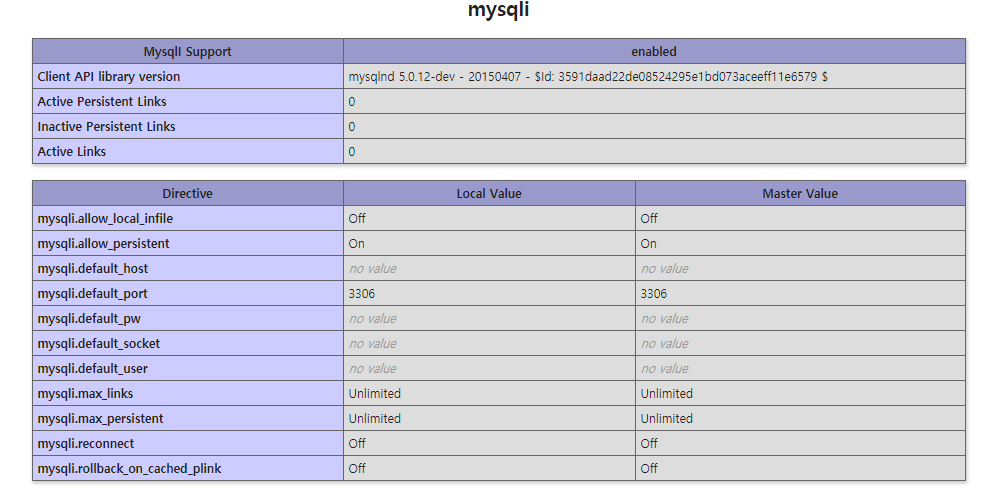 mysqli
MysqlI Support enabled
Client API library version mysqlnd 5.0.12-dev - 20150407 - $Id: 3591daad22de08524295e1bd073aceeff11e6579 $
Active Persistent Links 0
Inactive Persistent Links 0
Active Links 0
Directive Local Value Master Value
mysqli.allow_local_infile Off Off
mysqli.allow_persistent On On
mysqli.default_host no value no value
mysqli.default_port 3306 3306
mysqli.default_pw no value no value
mysqli.default_socket no value no value
mysqli.default_user no value no value
mysqli.max_links Unlimited Unlimited
mysqli.max_persistent Unlimited Unlimited
mysqli.reconnect Off Off
mysqli.rollback_on_cached_plink Off Off